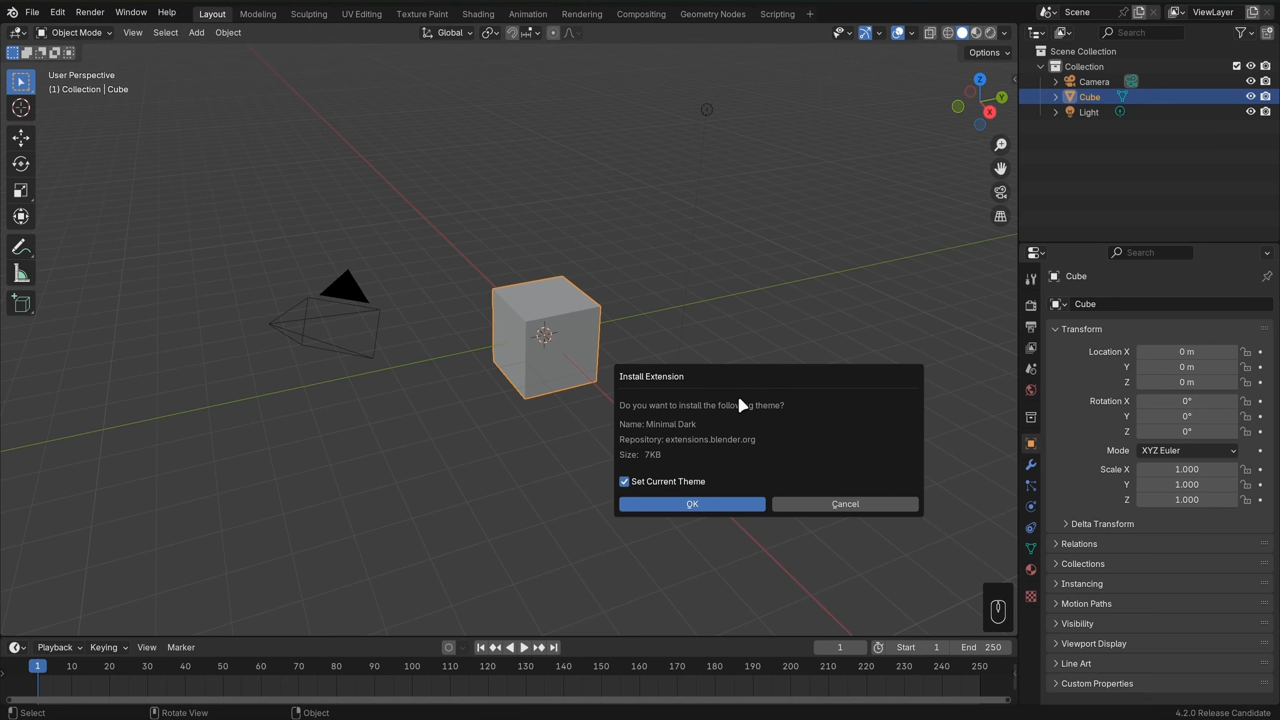 File Edit Render Window Help Layout Modeling Sculpting UV Editing Texture Paint Shading Animation Rendering Compositing Geometry Nodes Scripting + Scene ViewLayer
Object Mode View Select Add Object Global Search
Options
User Perspective
(1) Collection | Cube
Z
Y
X
Scene Collection
Collection
Camera
Cube
Light
Search
Cube
Cube
Transform
Location X 0 m
Y 0 m
Z 0 m
Rotation X 0°
Y 0°
Z 0°
Mode XYZ Euler
Scale X 1.000
Y 1.000
Z 1.000
Delta Transform
Relations
Collections
Instancing
Motion Paths
Visibility
Viewport Display
Line Art
Custom Properties
Install Extension
Do you want to install the following theme?
Name: Minimal Dark
Repository: extensions.blender.org
Size: 7KB
Set Current Theme
OK Cancel
Playback Keying View Marker 1 Start 1 End 250
1 10 20 30 40 50 60 70 80 90 100 110 120 130 140 150 160 170 180 190 200 210 220 230 240 250
Select Rotate View Object 4.2.0 Release Candidate